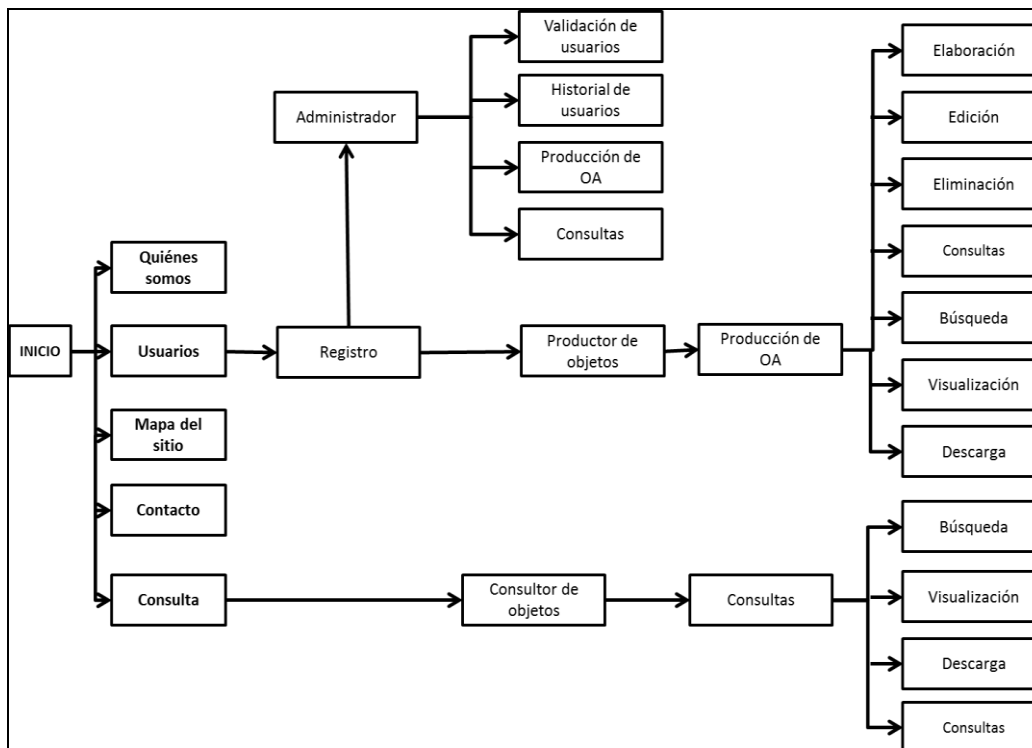 Validación de
usuarios
Historial de
usuarios
Administrador
Producción de
OA
Consultas
Elaboración
Edición
Eliminación
Consultas
Búsqueda
Visualización
Descarga
Quiénes
somos
INICIO
Usuarios
Registro
Productor de
objetos
Producción de
OA
Mapa del
sitio
Contacto
Consulta
Consultor de
objetos
Consultas
Búsqueda
Visualización
Descarga
Consultas